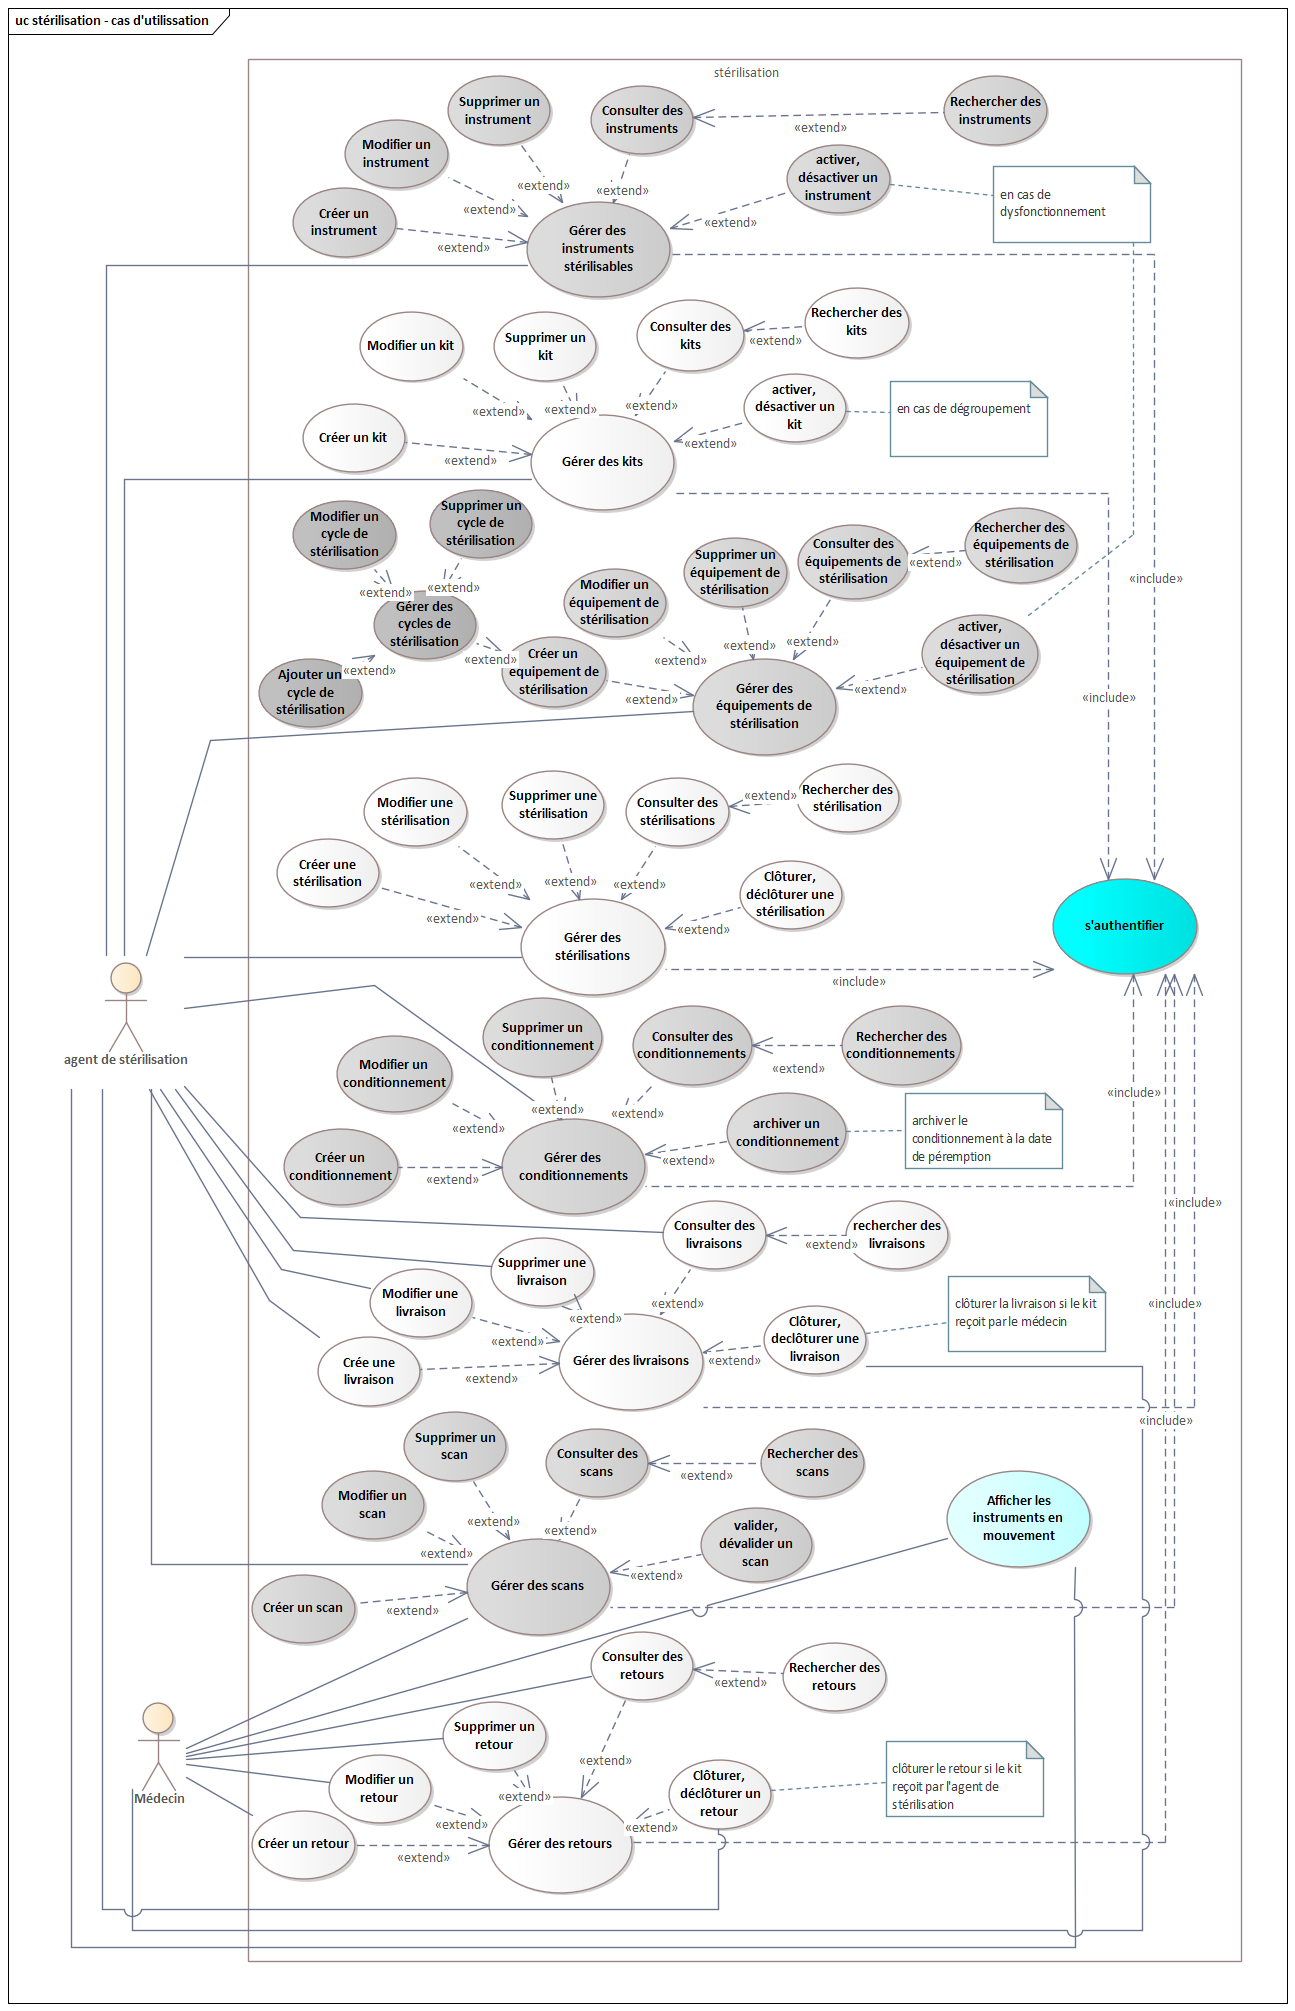 uc stérilisation - cas d'utilissation
stérilisation
Supprimer un
instrument
Consulter des
instruments
Rechercher des
instruments
«extend»
Modifier un
instrument
activer,
désactiver un
instrument
en cas de
dysfonctionnement
«extend»
«extend»
«extend»
«extend»
Créer un
instrument
«extend»
Gérer des
instruments
stérilisables
Modifier un kit
Supprimer un
kit
Consulter des
kits
Rechercher des
kits
«extend»
activer,
désactiver un
kit
en cas de dégroupement
«extend»
«extend»
«extend»
«extend»
Créer un kit
«extend»
Gérer des kits
Modifier un
cycle de
stérilisation
Supprimer un
cycle de
stérilisation
Supprimer un
équipement de
stérilisation
Consulter des
équipements de
stérilisation
Rechercher des
équipements de
stérilisation
«extend»
«include»
«extend»
«extend»
Modifier un
équipement de
stérilisation
Gérer des
cycles de
stérilisation
activer,
désactiver un
équipement de
stérilisation
«extend»
«extend»
«extend»
«extend»
«extend»
Ajouter un
cycle de
stérilisation
Créer un
equipement de
stérilisation
«extend»
«extend»
Gérer des
équipements de
stérilisation
«include»
Modifier une
stérilisation
Supprimer une
stérilisation
Consulter des
stérilisations
«extend»
Rechercher des
stérilisation
Créer une
stérilisation
«extend»
«extend»
«extend»
Clôturer,
déclôturer une
stérilisation
«extend»
«extend»
Gérer des
stérilisations
s'authentifier
«include»
agent de stérilisation
Supprimer un
conditionnement
Consulter des
conditionnements
Rechercher des
conditionnements
«extend»
Modifier un
conditionnement
«include»
«extend»
«extend»
«extend»
archiver un
conditionnement
archiver le
conditionnement à la date
de péremption
Créer un
conditionnement
«extend»
Gérer des
conditionnements
«extend»
«include»
Consulter des
livraisons
rechercher des
livraisons
«extend»
Supprimer une
livraison
Modifier une
livraison
«extend»
«extend»
«extend»
clôturer la livraison si le kit
reçoit par le médecin
«include»
Clôturer,
declôturer une
livraison
«extend»
Crée une
livraison
«extend»
Gérer des livraisons
«include»
Supprimer un
scan
Consulter des
scans
Rechercher des
scans
«extend»
Modifier un
scan
Afficher les
instruments en
mouvement
«extend»
«extend»
«extend»
valider,
dévalider un
scan
«extend»
Créer un scan
«extend»
Gérer des scans
Consulter des
retours
Rechercher des
retours
«extend»
Supprimer un
retour
«extend»
Médecin
Modifier un
retour
«extend»
«extend»
Clôturer,
déclôturer un
retour
«extend»
clôturer le retour si le kit
reçoit par l'agent de
stérilisation
Créer un retour
«extend»
Gérer des retours